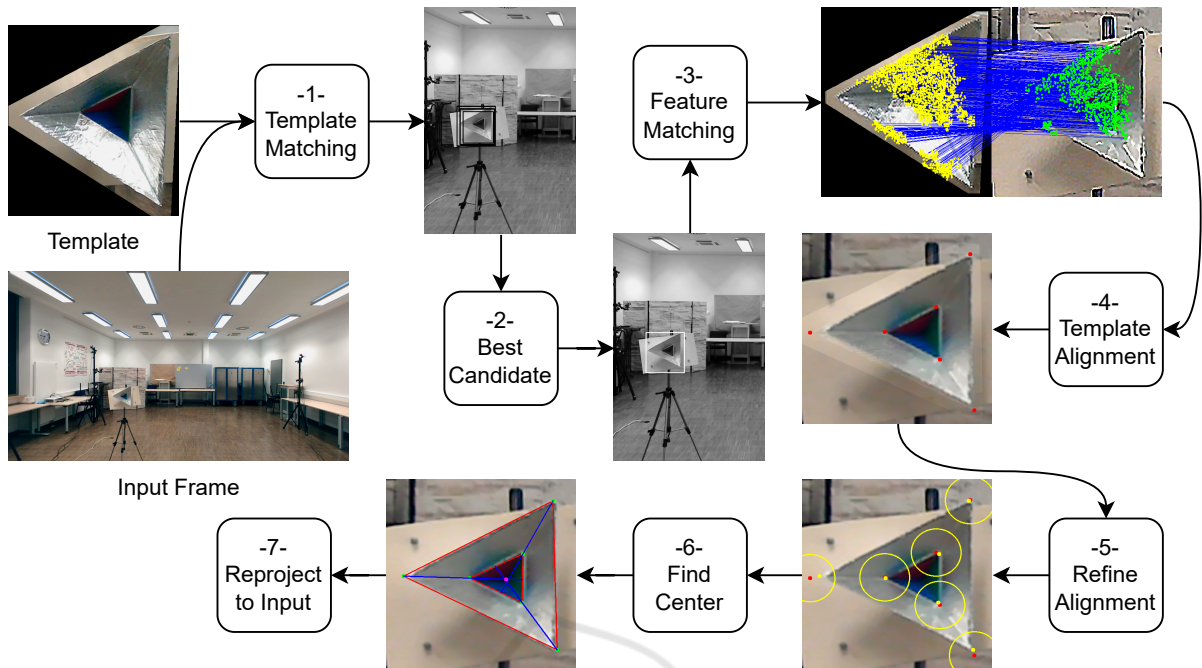 -1-
Template
Matching
-3-
Feature
Matching
Template
-2-
Best
Candidate
-4-
Template
Alignment
Input Frame
-7-
Reproject
to Input
-6-
Find
Center
-5-
Refine
Alignment